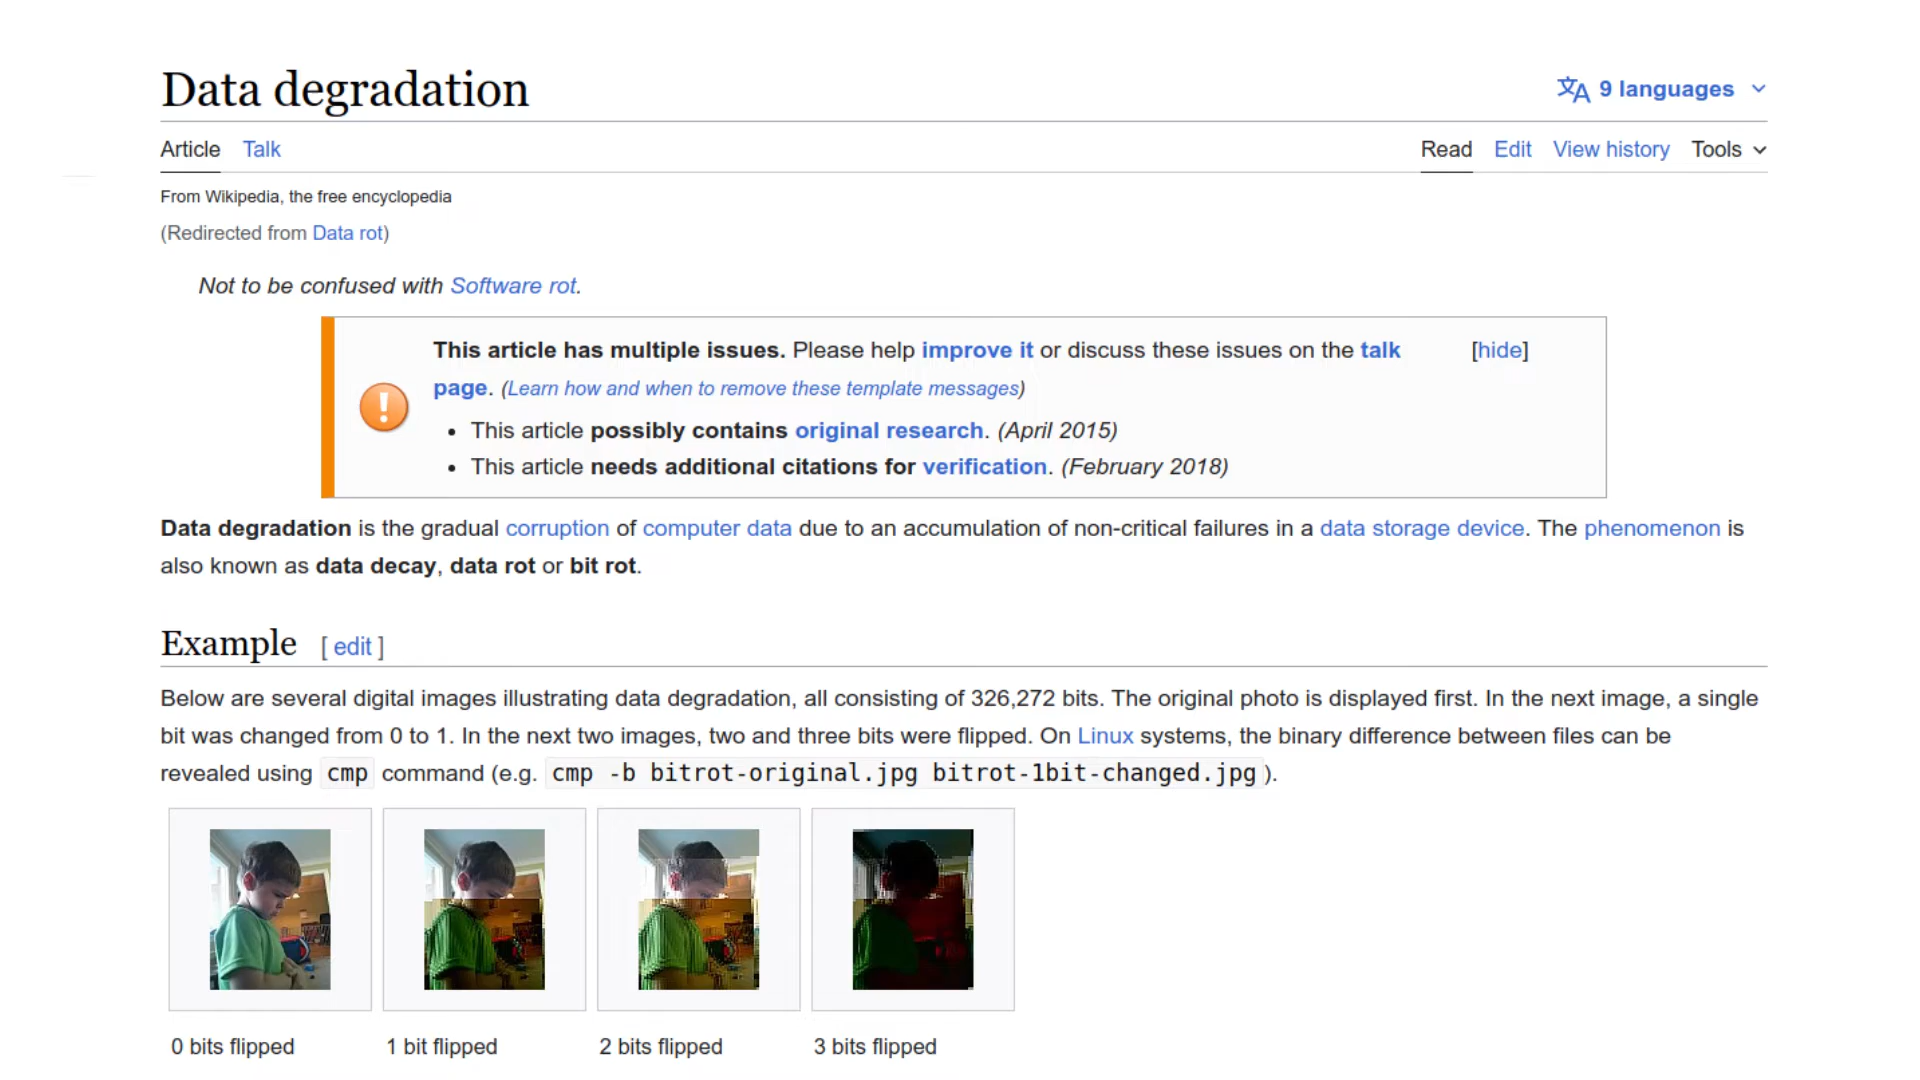 Data degradation
9 languages
Article Talk
Read Edit View history Tools
From Wikipedia, the free encyclopedia
(Redirected from Data rot)
Not to be confused with Software rot.
This article has multiple issues. Please help improve it or discuss these issues on the talk [hide]
page. (Learn how and when to remove these template messages)
• This article possibly contains original research. (April 2015)
• This article needs additional citations for verification. (February 2018)
Data degradation is the gradual corruption of computer data due to an accumulation of non-critical failures in a data storage device. The phenomenon is
also known as data decay, data rot or bit rot.
Example [ edit ]
Below are several digital images illustrating data degradation, all consisting of 326,272 bits. The original photo is displayed first. In the next image, a single
bit was changed from 0 to 1. In the next two images, two and three bits were flipped. On Linux systems, the binary difference between files can be
revealed using cmp command (e.g. cmp -b bitrot-original.jpg bitrot-1bit-changed.jpg ).
0 bits flipped
1 bit flipped
2 bits flipped
3 bits flipped